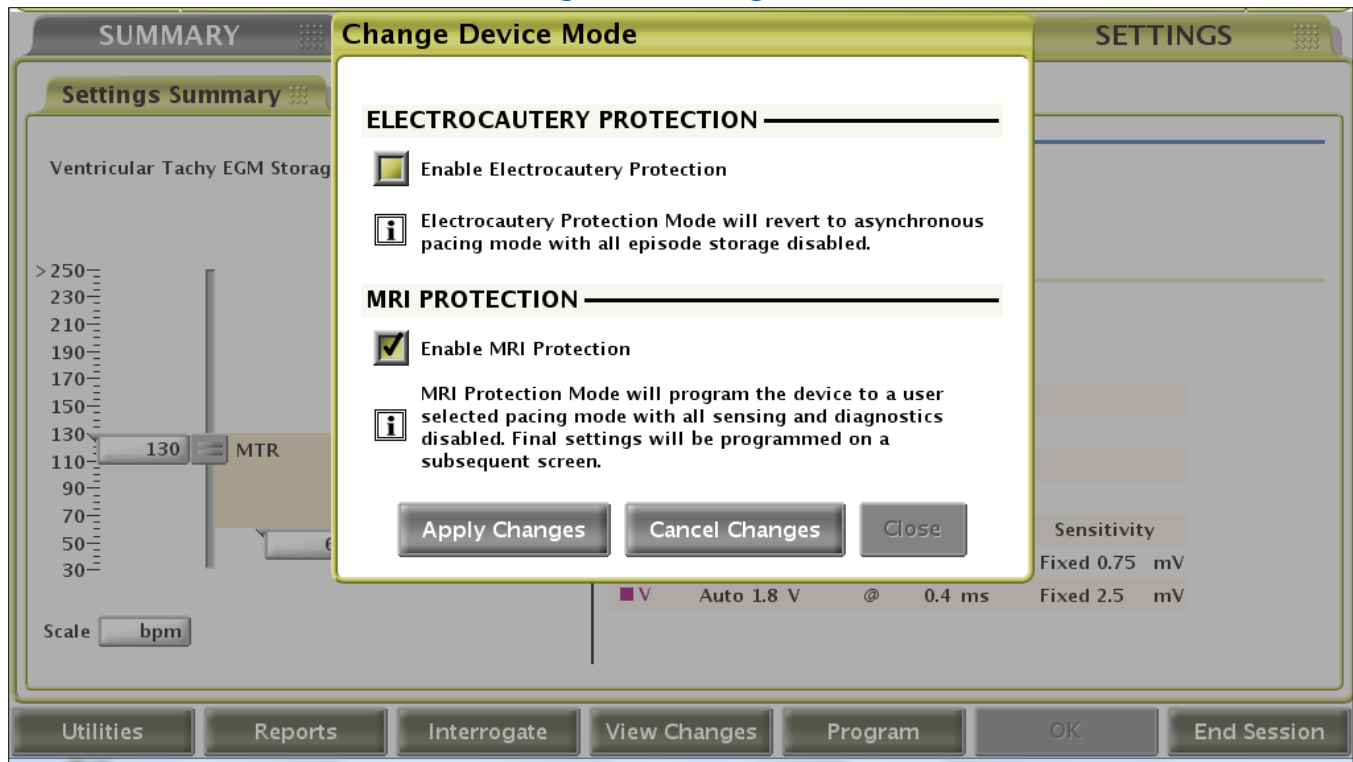 SUMMARY
Change Device Mode
SETTINGS
Settings Summary
ELECTROCAUTERY PROTECTION
Ventricular Tachy EGM Storag
Enable Electrocautery Protection
Electrocautery Protection Mode will revert to asynchronous
pacing mode with all episode storage disabled.
MRI PROTECTION
Enable MRI Protection
MRI Protection Mode will program the device to a user
selected pacing mode with all sensing and diagnostics
disabled. Final settings will be programmed on a
subsequent screen.
Apply Changes
Cancel Changes
Close
>250
230
210
190
170
150
130
110
90
70
50
30
130
MTR
6
Scale bpm
Sensitivity
Fixed 0.75 mV
V Auto 1.8 V @ 0.4 ms Fixed 2.5 mV
Utilities
Reports
Interrogate
View Changes
Program
OK
End Session